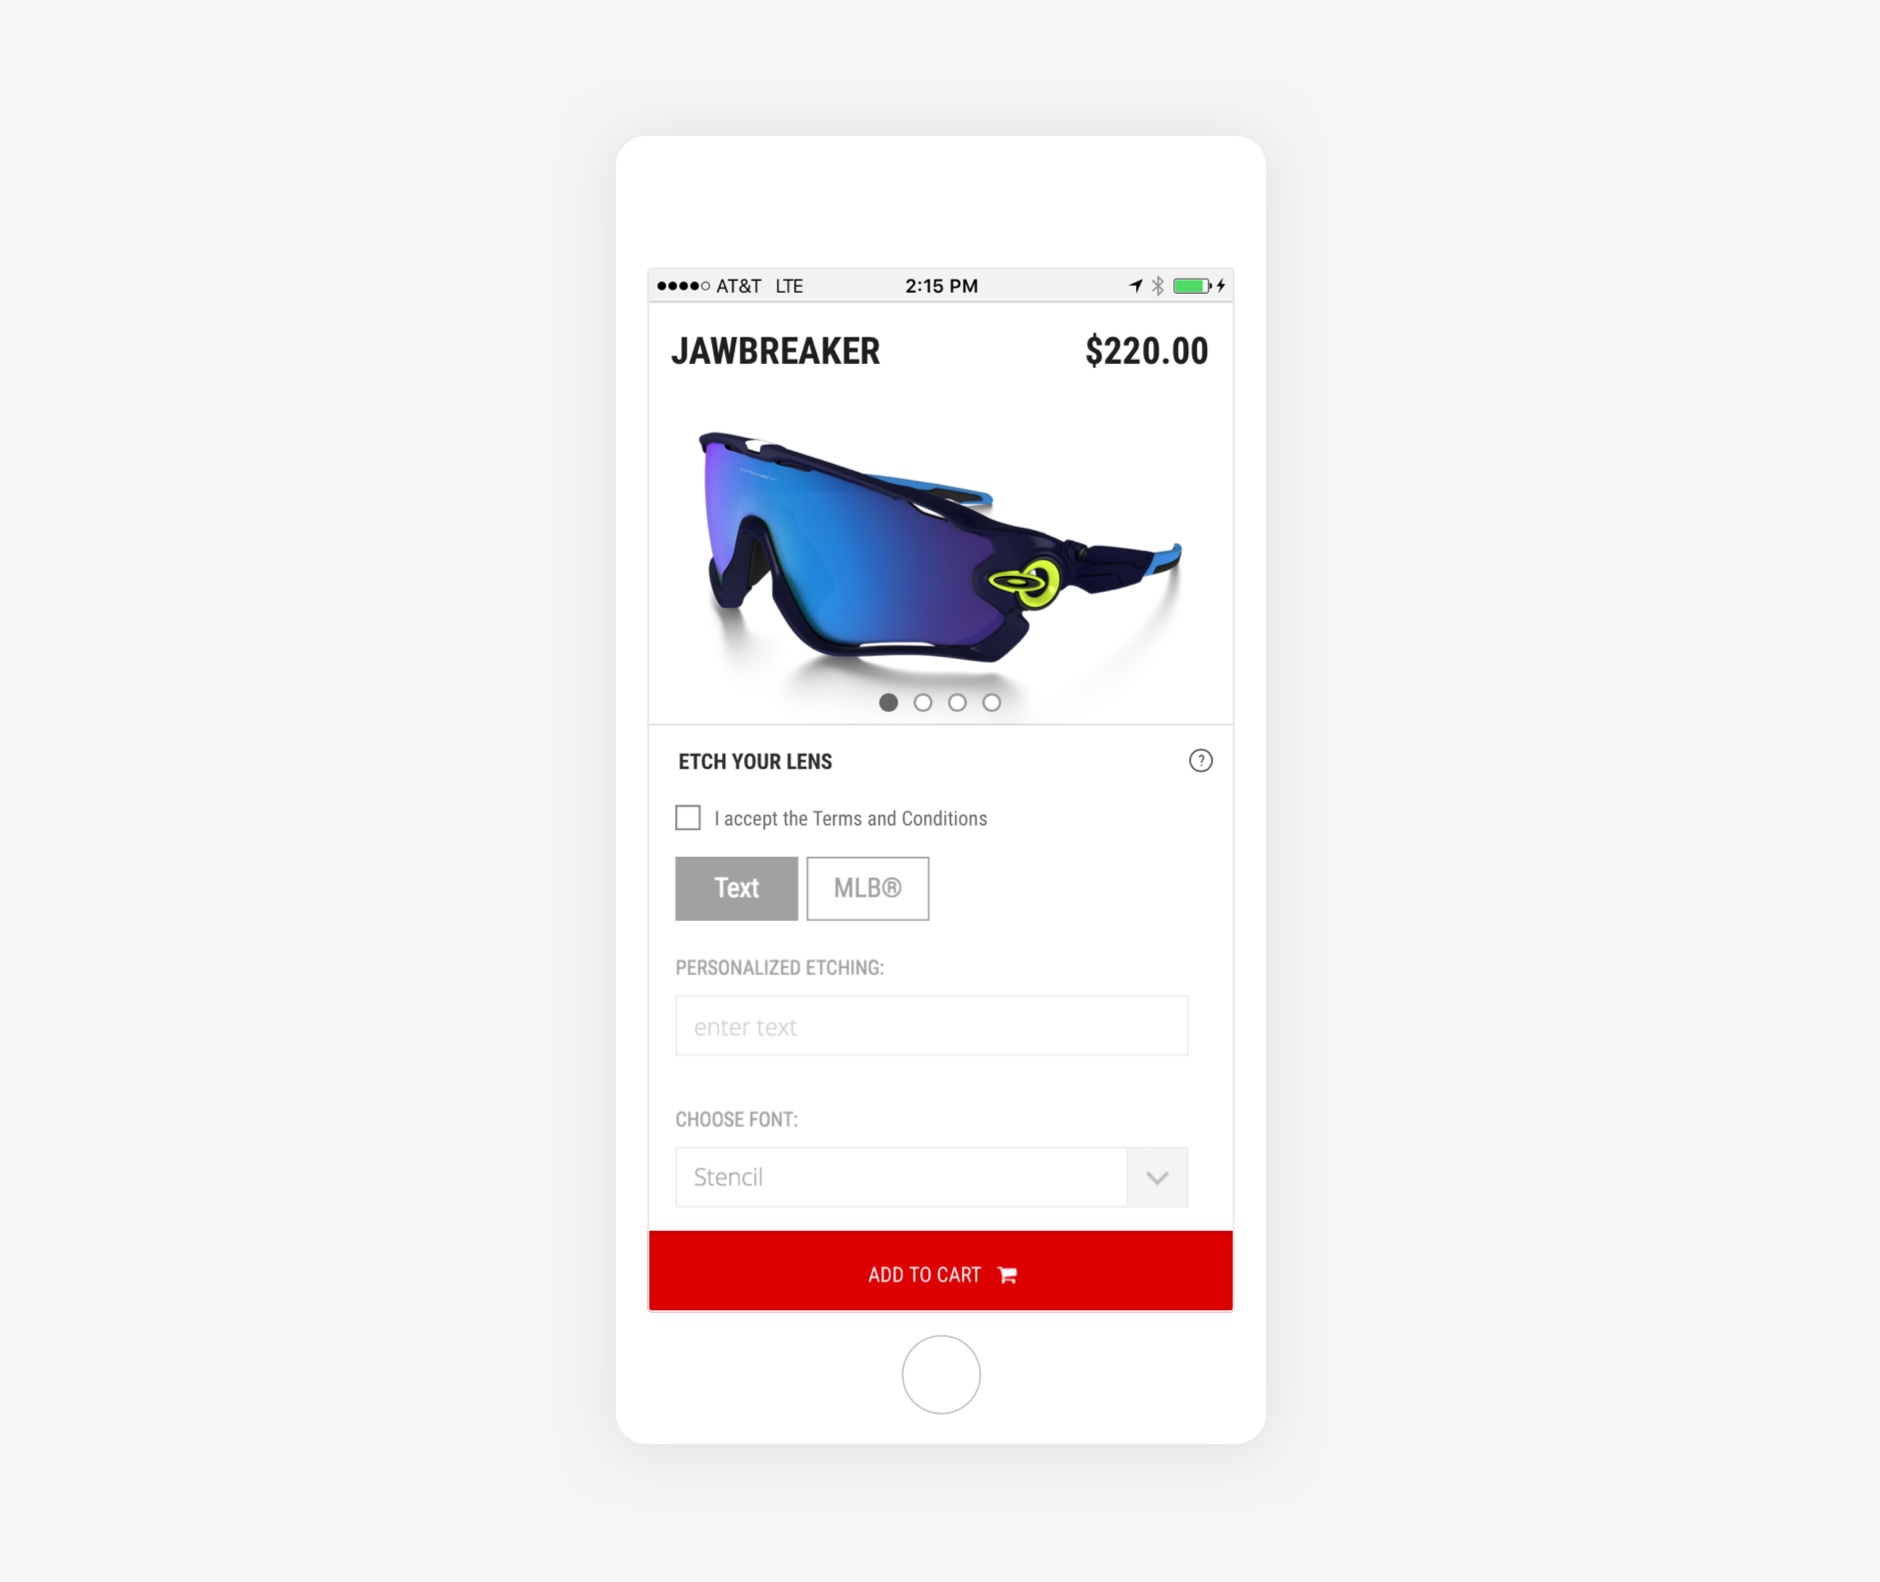 AT&T LTE 2:15 PM
JAWBREAKER $220.00
ETCH YOUR LENS ?
I accept the Terms and Conditions
Text MLB®
PERSONALIZED ETCHING:
enter text
CHOOSE FONT:
Stencil
ADD TO CART